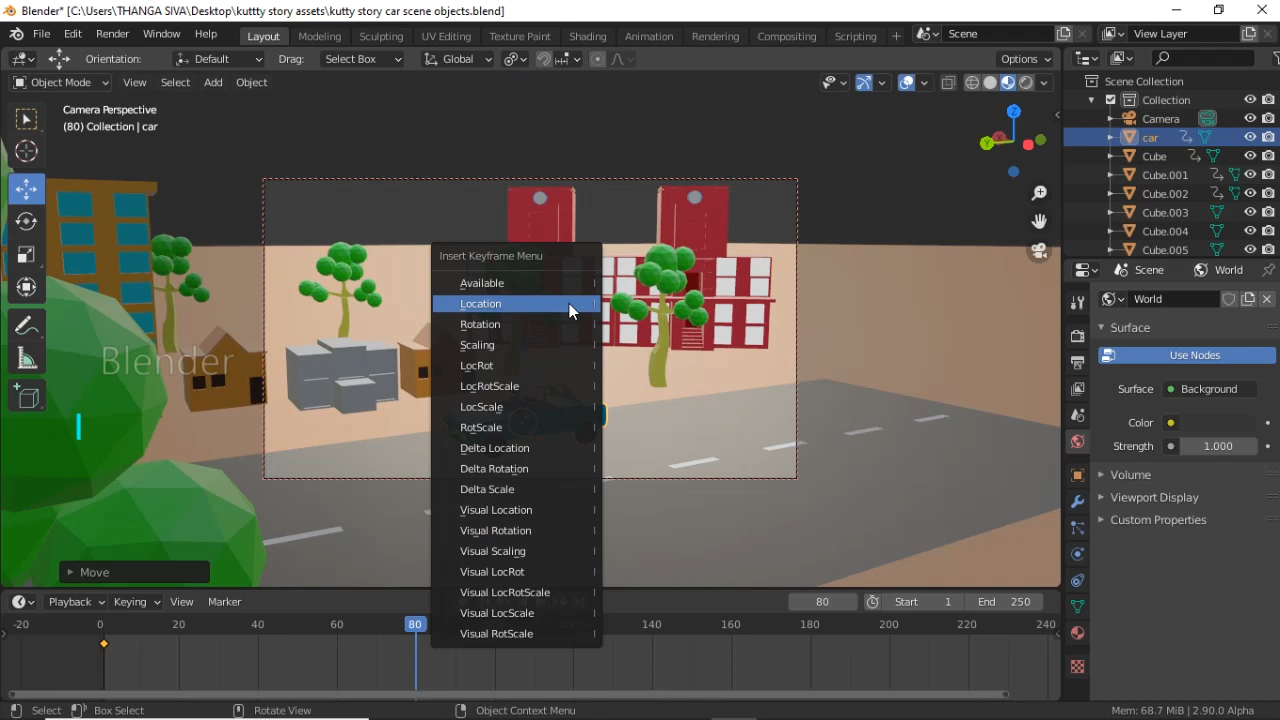 Blender* [C:\Users\THANGA SIVA\Desktop\kuttty story assets\kutty story car scene objects.blend]
File Edit Render Window Help Layout Modeling Sculpting UV Editing Texture Paint Shading Animation Rendering Compositing Scripting + Scene View Layer
Orientation: Default Drag: Select Box Global Options
Object Mode View Select Add Object
Scene Collection
Collection
Camera
car
Cube
Cube.001
Cube.002
Cube.003
Cube.004
Cube.005
Camera Perspective
(80) Collection | car
Z
Y
Insert Keyframe Menu
Available I
Location I
Rotation I
Scaling I
LocRot I
LocRotScale I
LocScale I
RotScale I
Delta Location I
Delta Rotation I
Delta Scale I
Visual Location I
Visual Rotation I
Visual Scaling I
Visual LocRot I
Visual LocRotScale I
Visual LocScale I
Visual RotScale I
Blender
I
Move
Scene World
World
Surface
Use Nodes
Surface Background
Color
Strength 1.000
Volume
Viewport Display
Custom Properties
Playback Keying View Marker 80 Start 1 End 250
-20 0 20 40 60 80 140 160 180 200 220 240
Select Box Select Rotate View Object Context Menu Mem: 68.7 MiB | 2.90.0 Alpha